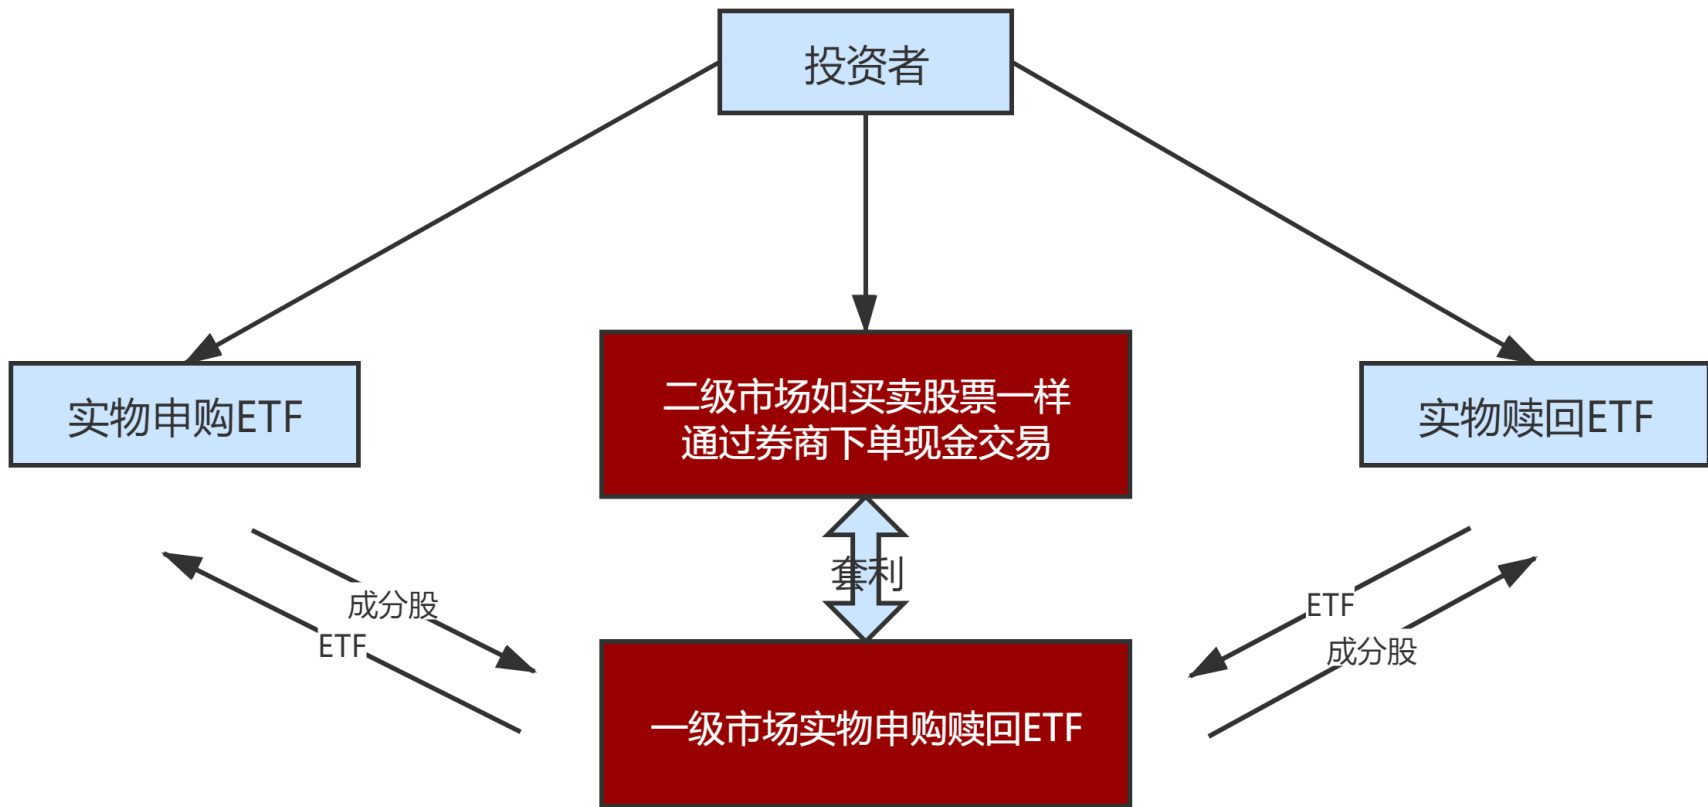 投资者
实物申购ETF
二级市场如买卖股票一样
通过券商下单现金交易
实物赎回ETF
套利
成分股
ETF
ETF
成分股
一级市场实物申购赎回ETF